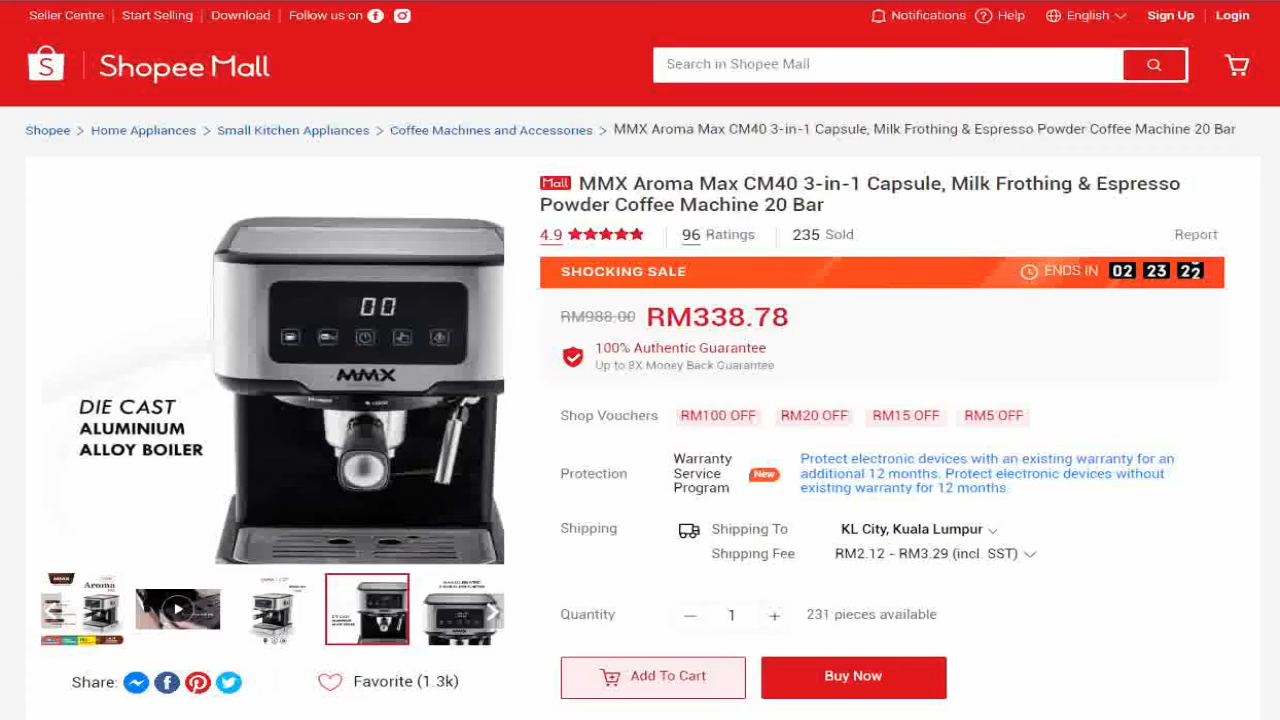 Seller Centre
Start Selling
Download
Follow us on
Notifications
Help
English
Sign Up
Login
S
Shopee Mall
Search in Shopee Mall
Shopee > Home Appliances > Small Kitchen Appliances > Coffee Machines and Accessories > MMX Aroma Max CM40 3-in-1 Capsule, Milk Frothing & Espresso Powder Coffee Machine 20 Bar
Mall MMX Aroma Max CM40 3-in-1 Capsule, Milk Frothing & Espresso
Powder Coffee Machine 20 Bar
4.9
96 Ratings
235 Sold
Report
SHOCKING SALE
ENDS IN 02 23 22
RM988.00 RM338.78
100% Authentic Guarantee
Up to 8X Money Back Guarantee
Shop Vouchers
RM100 OFF
RM20 OFF
RM15 OFF
RM5 OFF
Protection
Warranty
Service
Program
New
Protect electronic devices with an existing warranty for an
additional 12 months. Protect electronic devices without
existing warranty for 12 months.
Shipping
Shipping To
KL City, Kuala Lumpur
Shipping Fee
RM2.12 - RM3.29 (incl. SST)
Quantity
— 1 +
231 pieces available
Add To Cart
Buy Now
00
MMX
DIE CAST
ALUMINIUM
ALLOY BOILER
Aroma
Share:
Favorite (1.3k)